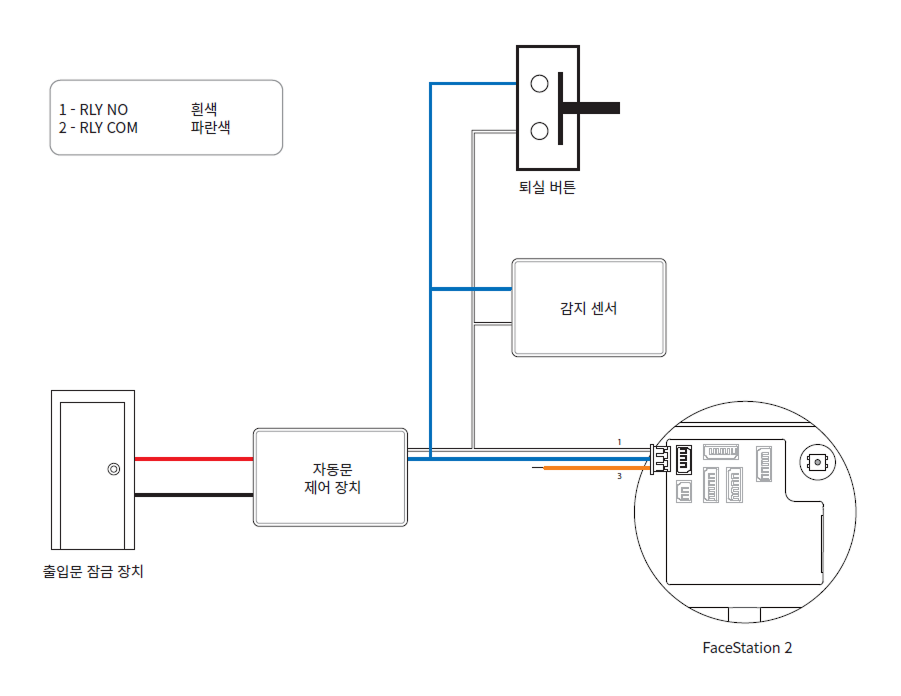 1 - RLY NO 흰색
2 - RLY COM 파란색
퇴실 버튼
감지 센서
자동문
제어 장치
1
3
출입문 잠금 장치
FaceStation 2